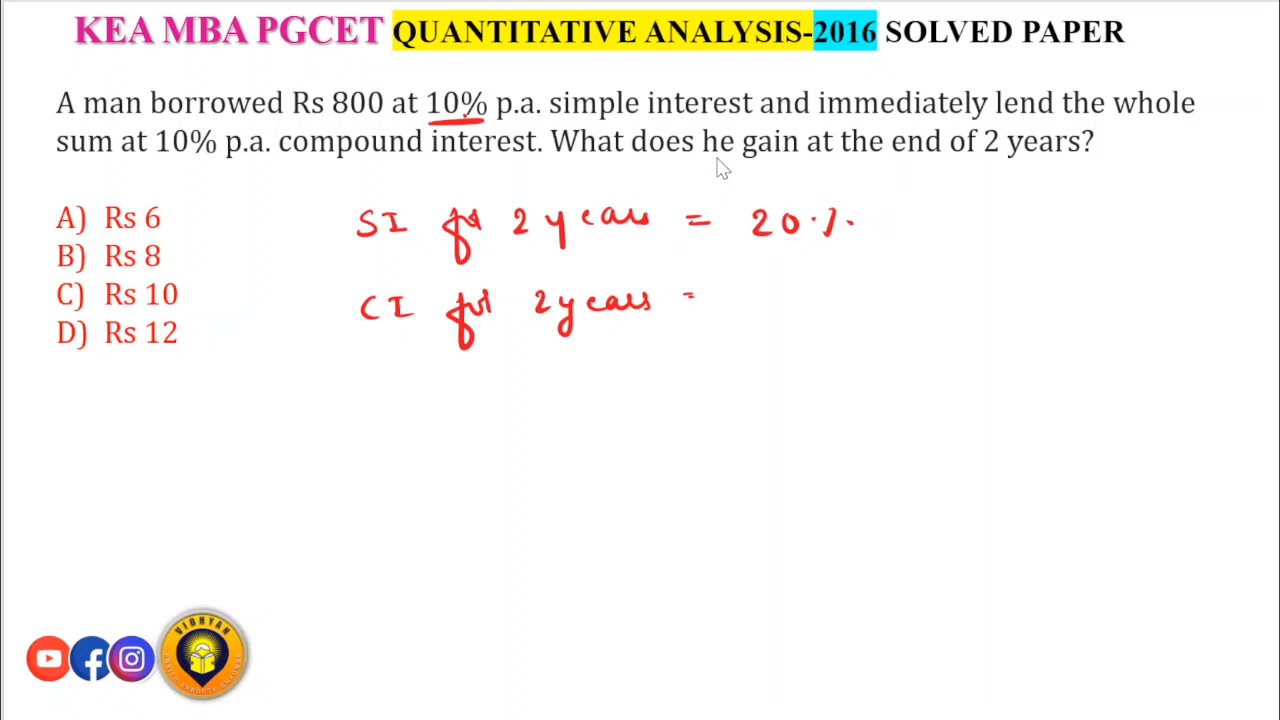 KEA MBA PGCET QUANTITATIVE ANALYSIS-2016 SOLVED PAPER
A man borrowed Rs 800 at 10% p.a. simple interest and immediately lend the whole
sum at 10% p.a. compound interest. What does he gain at the end of 2 years?
A) Rs 6
B) Rs 8
C) Rs 10
D) Rs 12
SI for 2 years = 20%.
CI for 2 years =
VIDHYAN